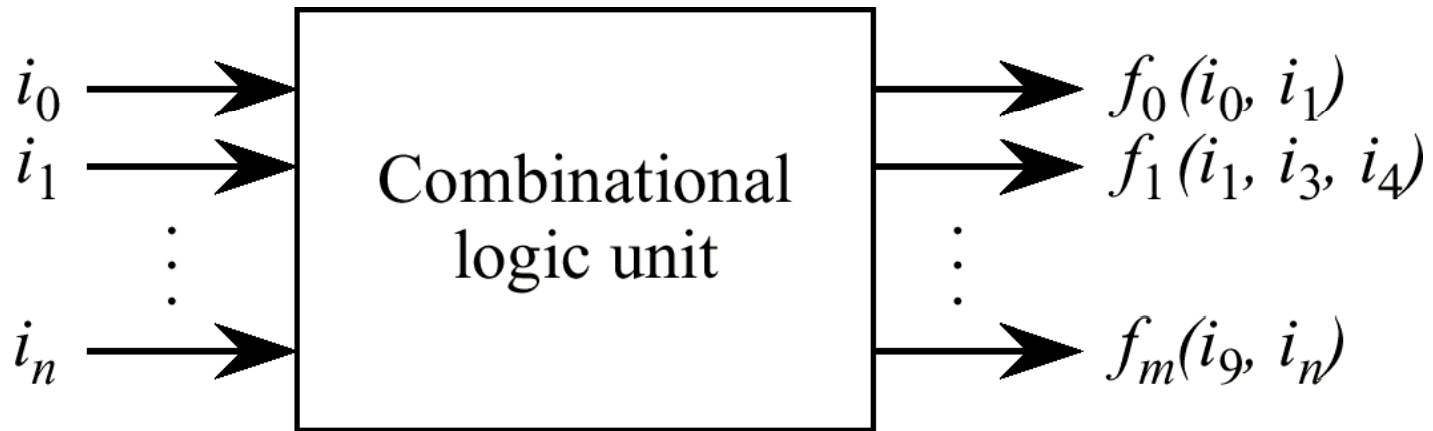 i₀
i₁
iₙ
Combinational
logic unit
f₀(i₀, i₁)
f₁(i₁, i₃, i₄)
fₘ(i₉, iₙ)